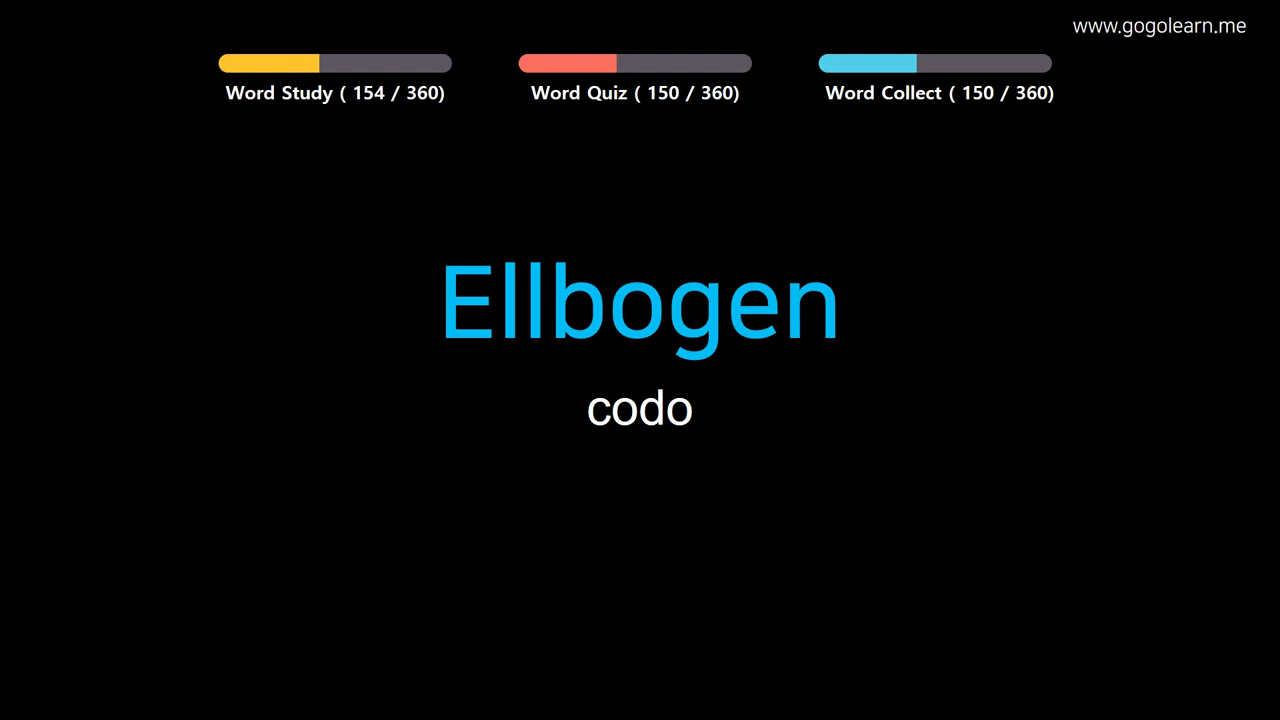 www.gogolearn.me
Word Study ( 154 / 360)
Word Quiz ( 150 / 360)
Word Collect ( 150 / 360)
Ellbogen
codo